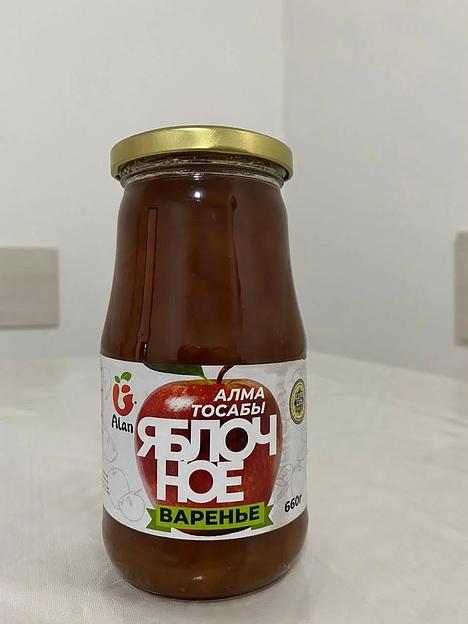 Alan
АЛМА
ТОСАБЫ
ЯБЛОЧ
НОЕ
ВАРЕНЬЕ
660г